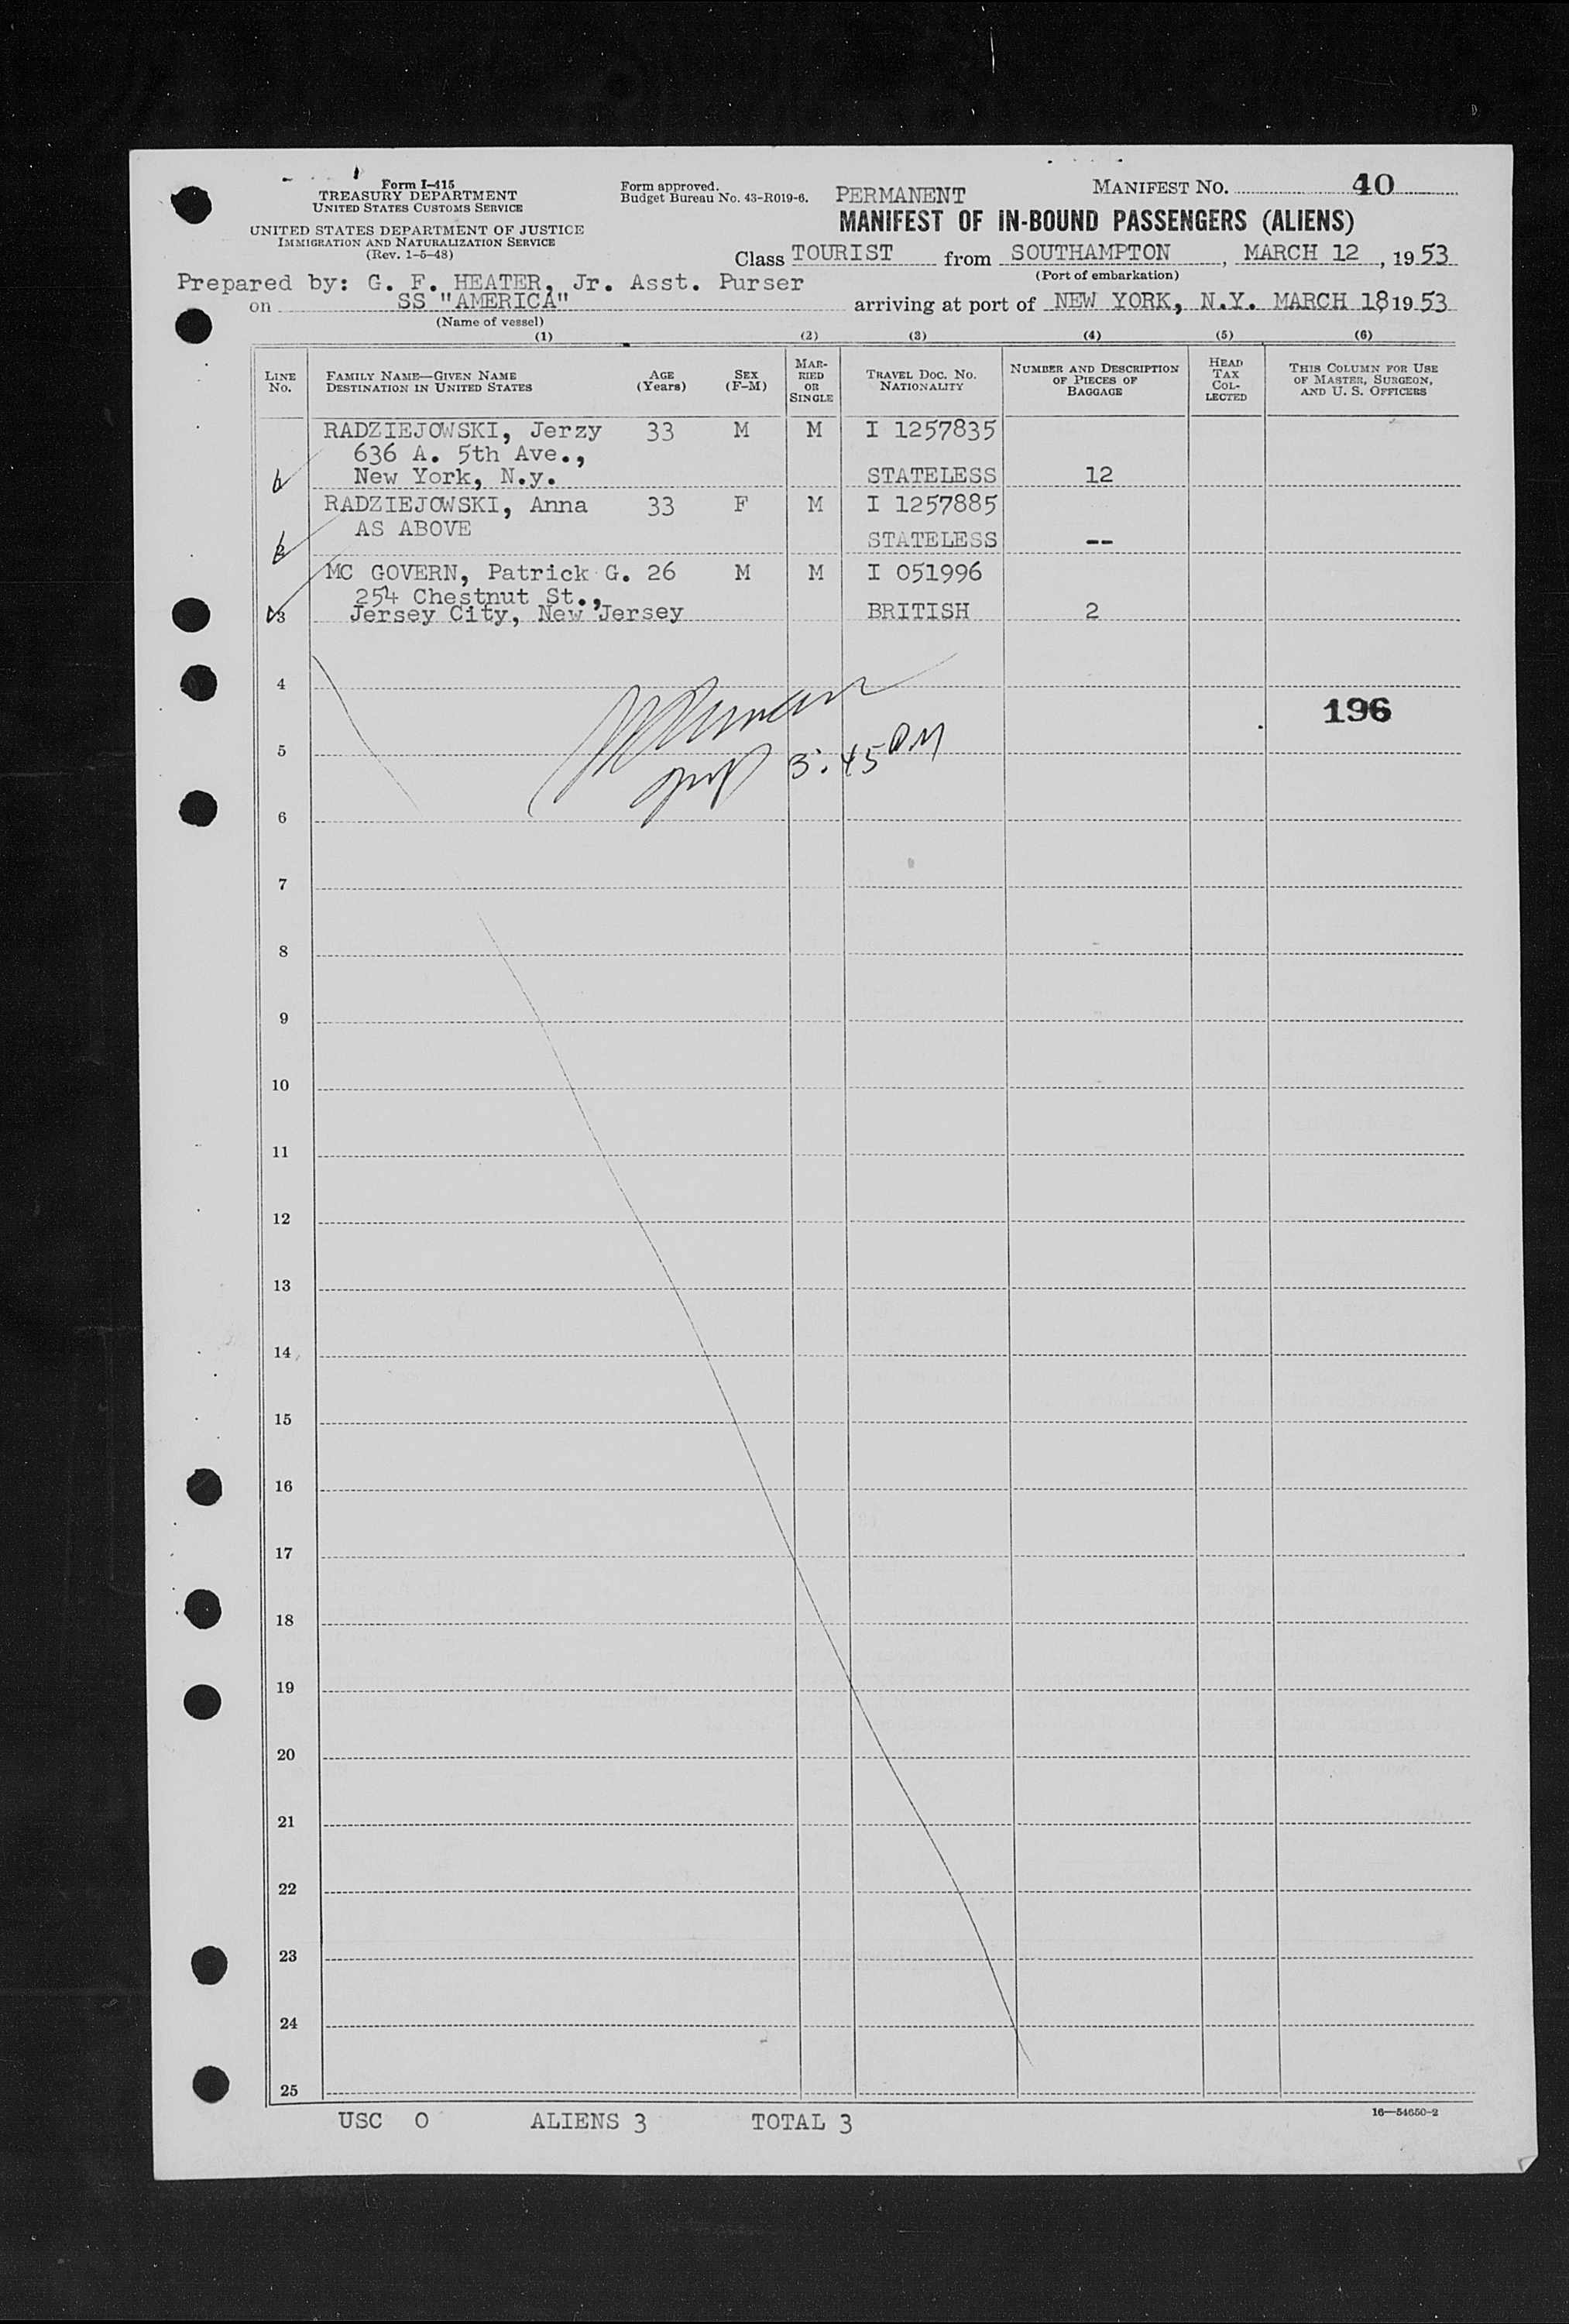 Form I-415
TREASURY DEPARTMENT
UNITED STATES CUSTOMS SERVICE
UNITED STATES DEPARTMENT OF JUSTICE
IMMIGRATION AND NATURALIZATION SERVICE
(Rev. 1-5-48)
Form approved.
Budget Bureau No. 43-R019-6.
PERMANENT
MANIFEST NO. 40
MANIFEST OF IN-BOUND PASSENGERS (ALIENS)
Class TOURIST from SOUTHAMPTON, MARCH 12, 1953
(Port of embarkation)
Prepared by: G. F. HEATER, Jr. Asst. Purser
on SS "AMERICA" arriving at port of NEW YORK, N.Y. MARCH 18, 1953
(Name of vessel)
(1) (2) (3) (4) (5) (6)
LINE NO. FAMILY NAME—GIVEN NAME DESTINATION IN UNITED STATES AGE (Years) SEX (F-M) MARRIED OR SINGLE TRAVEL DOC. NO. NATIONALITY NUMBER AND DESCRIPTION OF PIECES OF BAGGAGE HEAD TAX COLLECTED THIS COLUMN FOR USE OF MASTER, SURGEON, AND U. S. OFFICERS
RADZIEJOWSKI, Jerzy 33 M M I 1257835
636 A. 5th Ave.,
1 New York, N.y. STATELESS 12
RADZIEJOWSKI, Anna 33 F M I 1257885
AS ABOVE
2 STATELESS --
MC GOVERN, Patrick G. 26 M M I 051996
254 Chestnut St.,
3 Jersey City, New Jersey BRITISH 2
4
196
5
3:45 PM
6
7
8
9
10
11
12
13
14
15
16
17
18
19
20
21
22
23
24
25
USC 0 ALIENS 3 TOTAL 3
16—54650-2